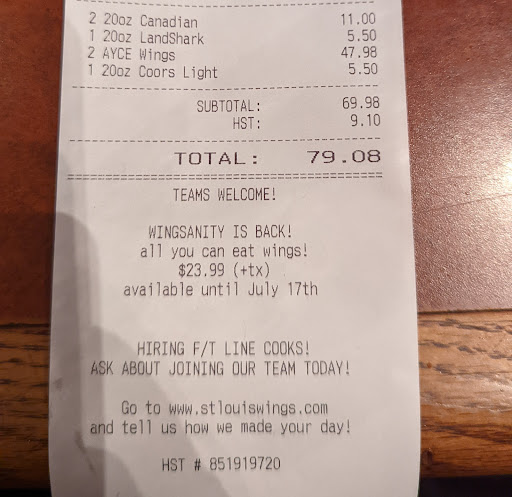 2 20oz Canadian 11.00
1 20oz LandShark 5.50
2 AYCE Wings 47.98
1 20oz Coors Light 5.50
SUBTOTAL: 69.98
HST: 9.10
TOTAL: 79.08
TEAMS WELCOME!
WINGSANITY IS BACK!
all you can eat wings!
$23.99 (+tx)
available until July 17th
HIRING F/T LINE COOKS!
ASK ABOUT JOINING OUR TEAM TODAY!
Go to www.stlouiswings.com
and tell us how we made your day!
HST # 851919720